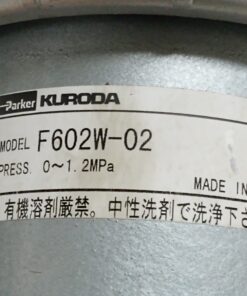 Parker KURODA
MODEL F602W-02
PRESS. 0～1.2MPa
MADE IN
有機溶剤厳禁。中性洗剤で洗浄下さ